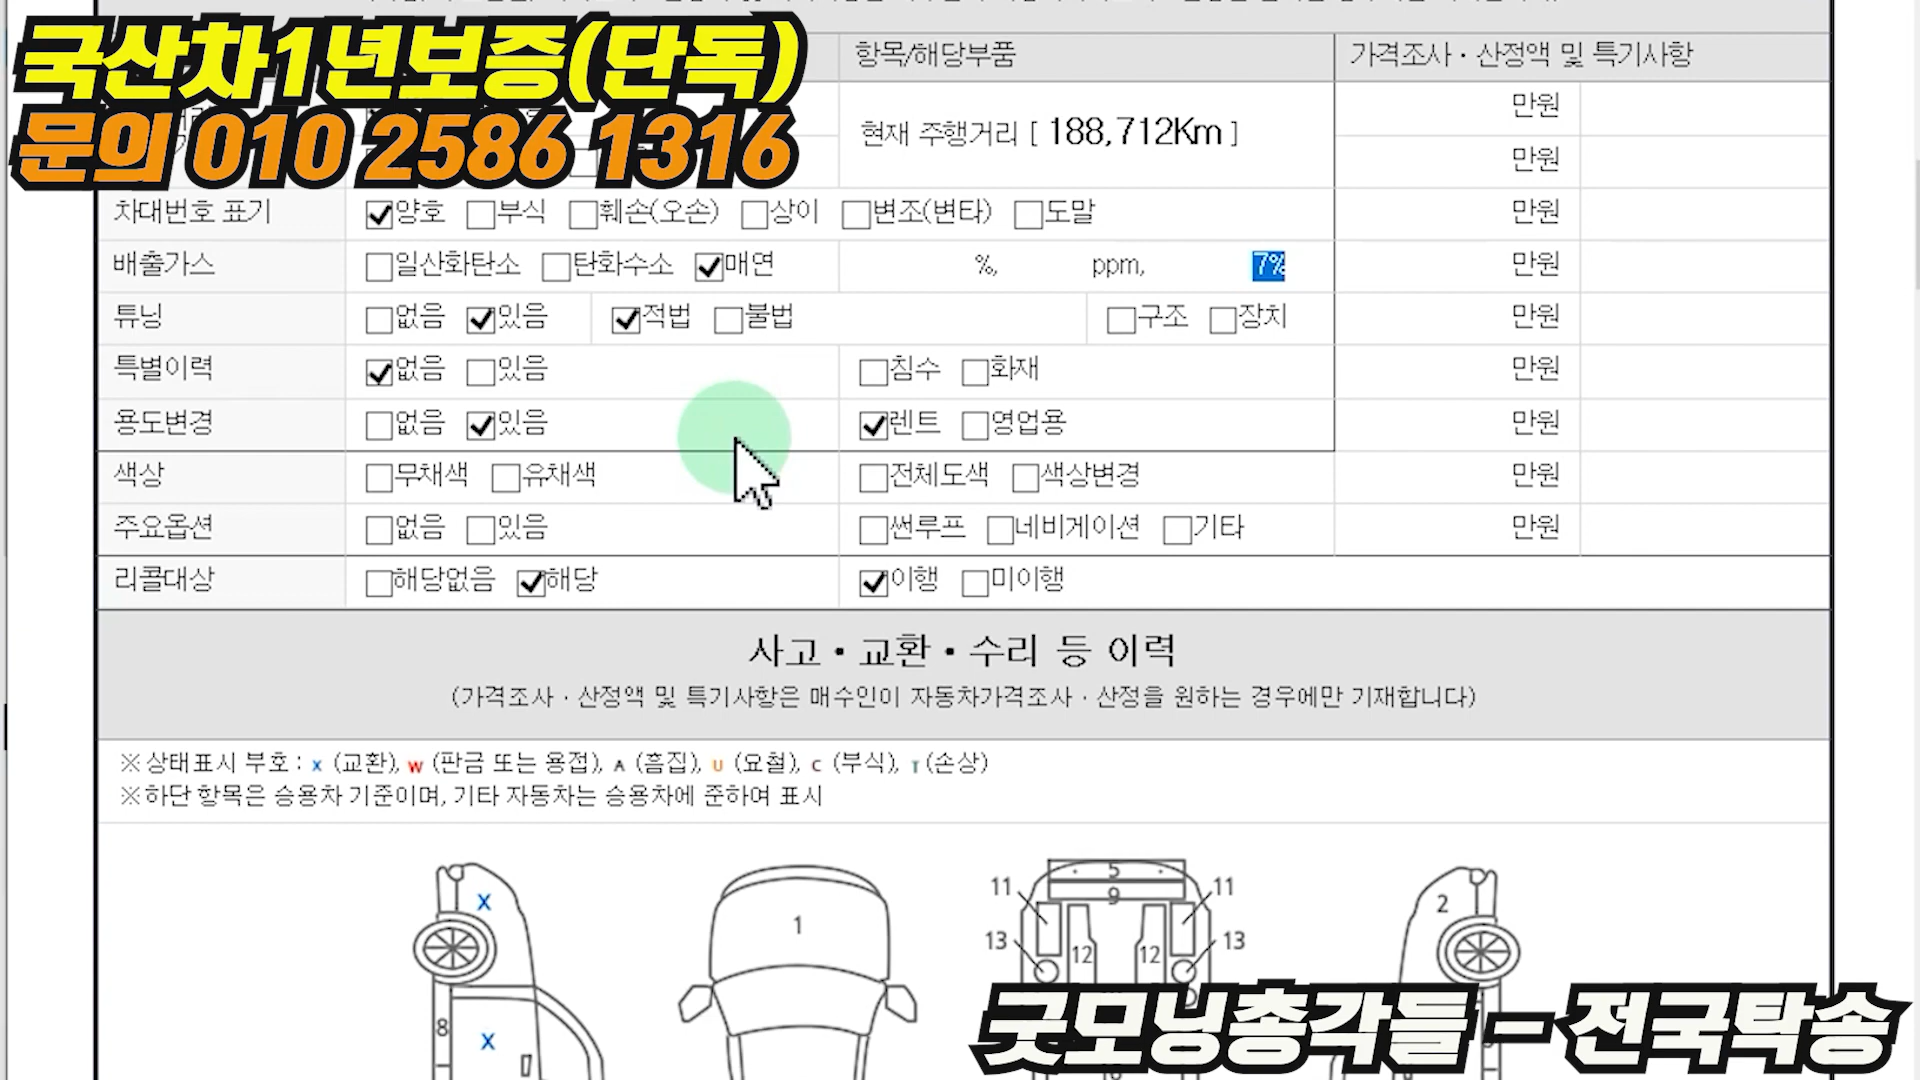 국산차1년보증(단독)
문의 010 2586 1316
항목/해당부품 가격조사 · 산정액 및 특기사항
현재 주행거리 [ 188,712Km ] 만원
만원
차대번호 표기 양호 부식 훼손(오손) 상이 변조(변타) 도말 만원
배출가스 일산화탄소 탄화수소 매연 %, ppm, 7% 만원
튜닝 없음 있음 적법 불법 구조 장치 만원
특별이력 없음 있음 침수 화재 만원
용도변경 없음 있음 렌트 영업용 만원
색상 무채색 유채색 전체도색 색상변경 만원
주요옵션 없음 있음 썬루프 네비게이션 기타 만원
리콜대상 해당없음 해당 이행 미이행
사고 • 교환 • 수리 등 이력
(가격조사 · 산정액 및 특기사항은 매수인이 자동차가격조사 · 산정을 원하는 경우에만 기재합니다)
※ 상태표시 부호 : X (교환), W (판금 또는 용접), A (흠집), U (요철), C (부식), T (손상)
※ 하단 항목은 승용차 기준이며, 기타 자동차는 승용차에 준하여 표시
X 1 5 9 11 11 2
13 12 12 13
8 X
굿모닝총각들 - 전국탁송